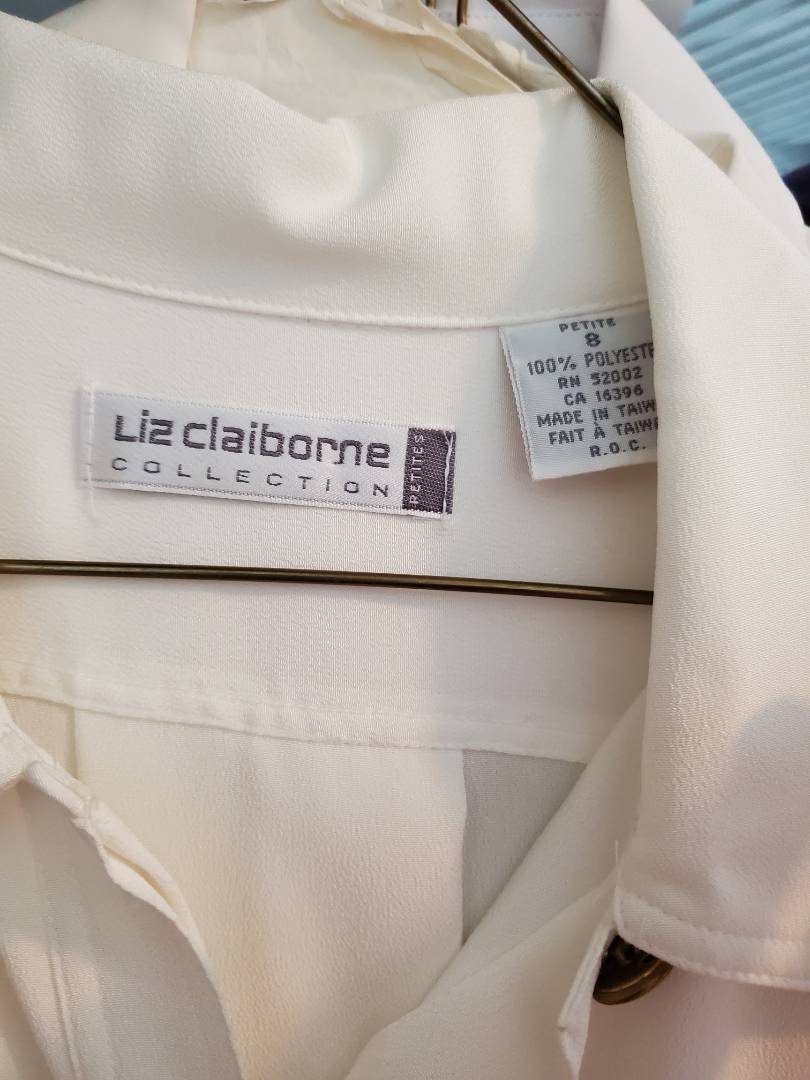 Liz claiborne
COLLECTION
PETITES
PETITE
8
100% POLYESTE
RN 52002
CA 16396
MADE IN TAIW
FAIT À TAIW
R.O.C.